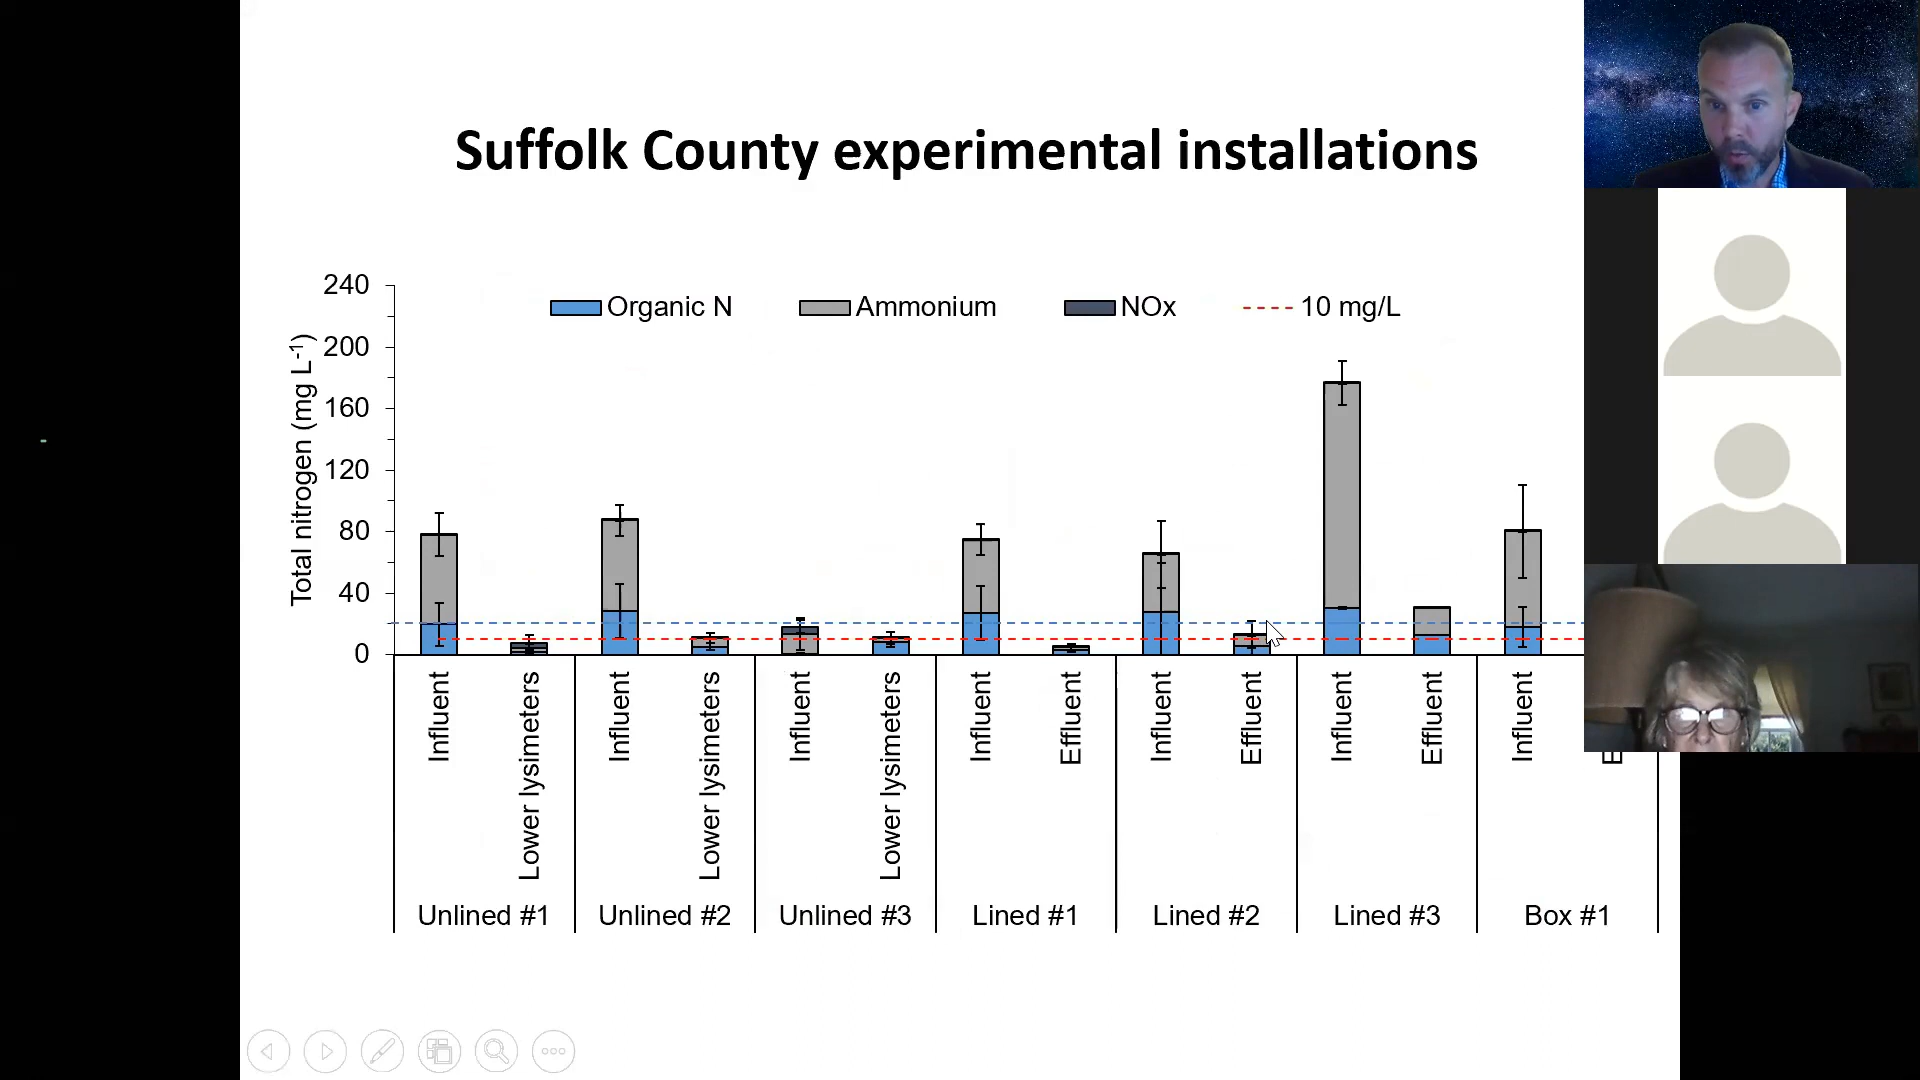 Suffolk County experimental installations
Organic N
Ammonium
NOx
10 mg/L
Total nitrogen (mg L-1)
240
200
160
120
80
40
0
Influent
Lower lysimeters
Influent
Lower lysimeters
Influent
Lower lysimeters
Influent
Effluent
Influent
Effluent
Influent
Effluent
Influent
Unlined #1
Unlined #2
Unlined #3
Lined #1
Lined #2
Lined #3
Box #1